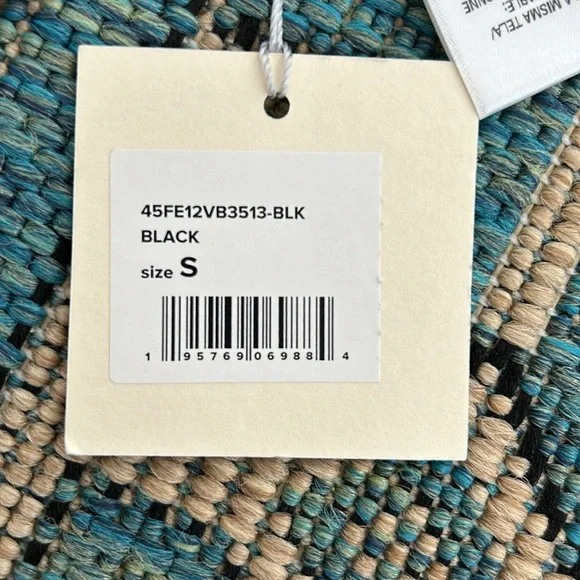 A MISMA TELA/
45FE12VB3513-BLK
BLACK
size S
1 95769 06988 4